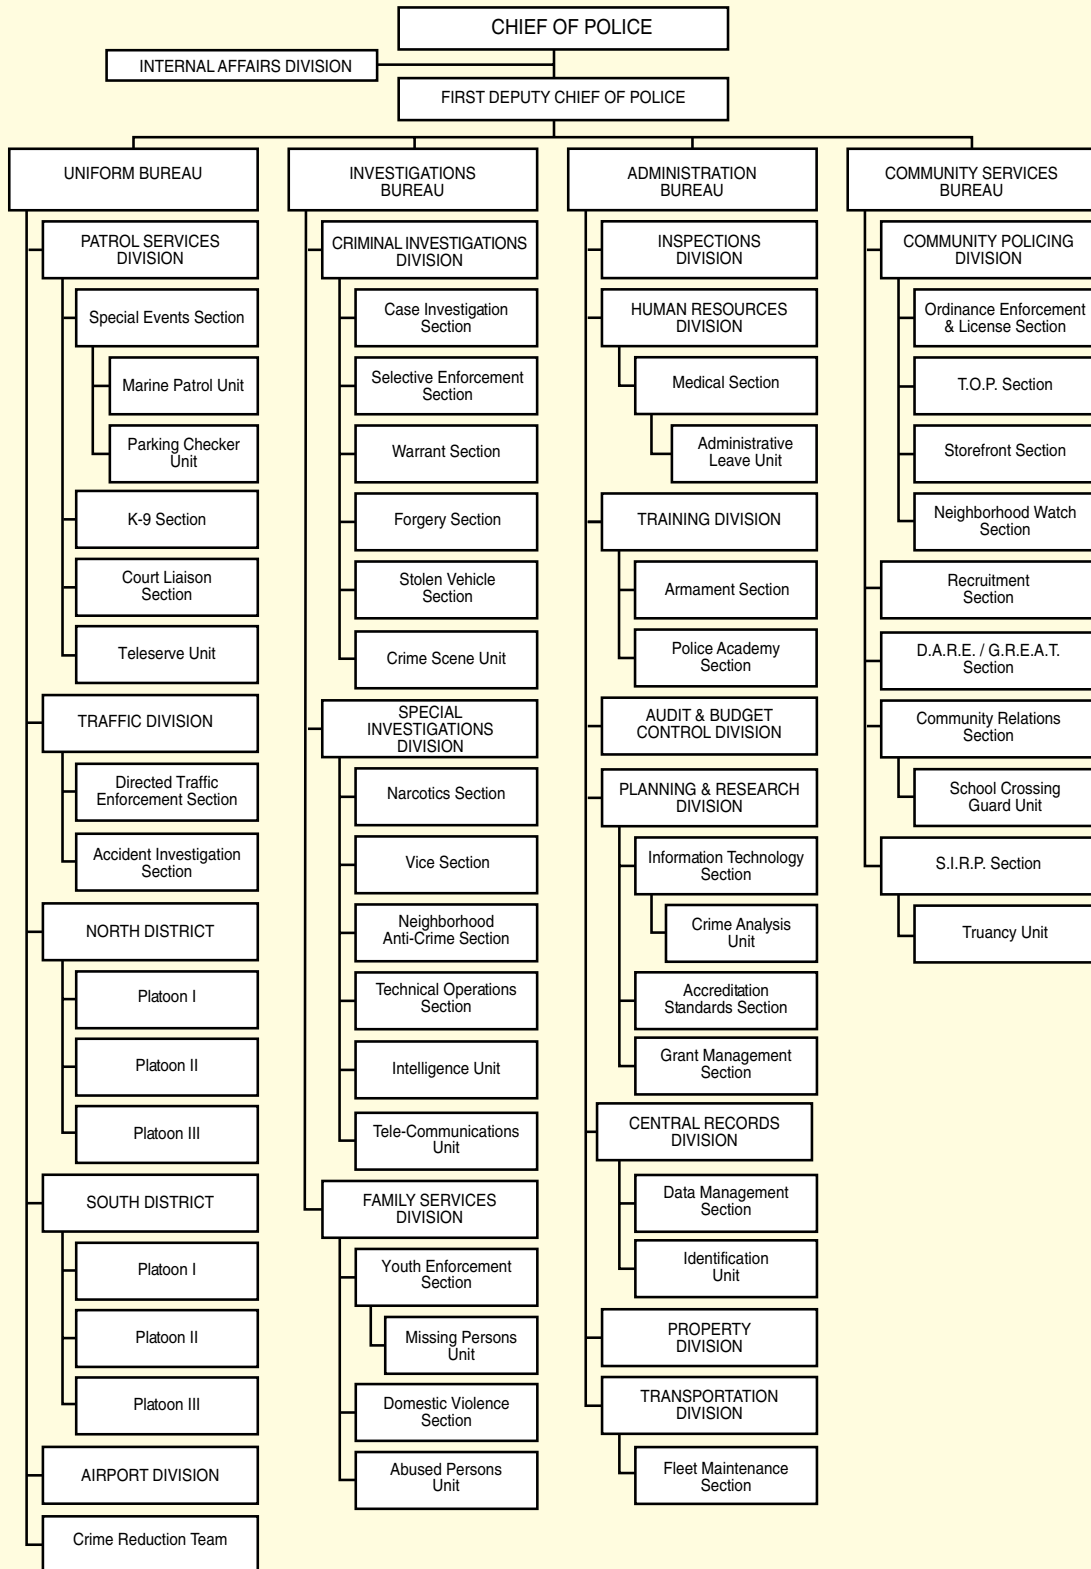 CHIEF OF POLICE
INTERNAL AFFAIRS DIVISION
FIRST DEPUTY CHIEF OF POLICE
UNIFORM BUREAU
PATROL SERVICES
DIVISION
Special Events Section
Marine Patrol Unit
Parking Checker
Unit
K-9 Section
Court Liaison
Section
Teleserve Unit
TRAFFIC DIVISION
Directed Traffic
Enforcement Section
Accident Investigation
Section
NORTH DISTRICT
Platoon I
Platoon II
Platoon III
SOUTH DISTRICT
Platoon I
Platoon II
Platoon III
AIRPORT DIVISION
Crime Reduction Team
INVESTIGATIONS
BUREAU
CRIMINAL INVESTIGATIONS
DIVISION
Case Investigation
Section
Selective Enforcement
Section
Warrant Section
Forgery Section
Stolen Vehicle
Section
Crime Scene Unit
SPECIAL
INVESTIGATIONS
DIVISION
Narcotics Section
Vice Section
Neighborhood
Anti-Crime Section
Technical Operations
Section
Intelligence Unit
Tele-Communications
Unit
FAMILY SERVICES
DIVISION
Youth Enforcement
Section
Missing Persons
Unit
Domestic Violence
Section
Abused Persons
Unit
ADMINISTRATION
BUREAU
INSPECTIONS
DIVISION
HUMAN RESOURCES
DIVISION
Medical Section
Administrative
Leave Unit
TRAINING DIVISION
Armament Section
Police Academy
Section
AUDIT & BUDGET
CONTROL DIVISION
PLANNING & RESEARCH
DIVISION
Information Technology
Section
Crime Analysis
Unit
Accreditation
Standards Section
Grant Management
Section
CENTRAL RECORDS
DIVISION
Data Management
Section
Identification
Unit
PROPERTY
DIVISION
TRANSPORTATION
DIVISION
Fleet Maintenance
Section
COMMUNITY SERVICES
BUREAU
COMMUNITY POLICING
DIVISION
Ordinance Enforcement
& License Section
T.O.P. Section
Storefront Section
Neighborhood Watch
Section
Recruitment
Section
D.A.R.E. / G.R.E.A.T.
Section
Community Relations
Section
School Crossing
Guard Unit
S.I.R.P. Section
Truancy Unit